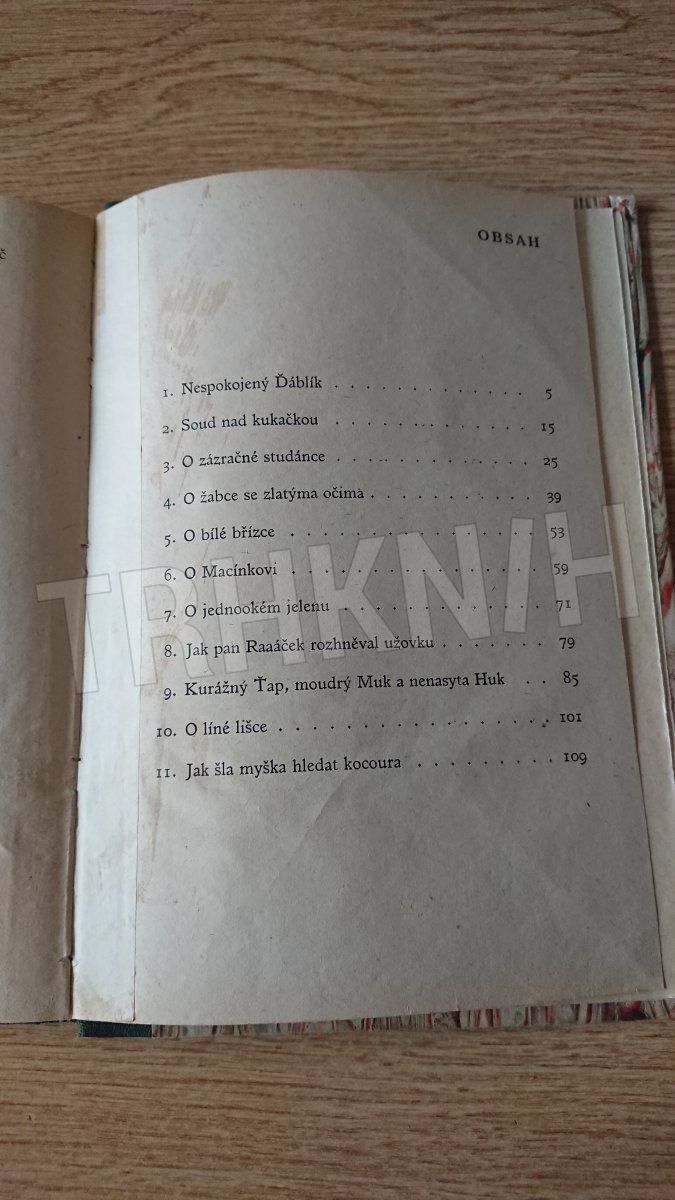 č
OBSAH
1. Nespokojený Ďáblík . . . . . . . . . . . . . 5
2. Soud nad kukačkou . . . . . . . . . . . . . 15
3. O zázračné studánce . . . . . . . . . . . . . 25
4. O žabce se zlatýma očima . . . . . . . . . . . 39
5. O bílé břízce . . . . . . . . . . . . . . . . 53
6. O Macínkovi . . . . . . . . . . . . . . . . 59
7. O jednookém jelenu . . . . . . . . . . . . . 71
8. Jak pan Raaáček rozhněval užovku . . . . . . . 79
9. Kurážný Ťap, moudrý Muk a nenasyta Huk . . 85
10. O líné lišce . . . . . . . . . . . . . . . . . 101
11. Jak šla myška hledat kocoura . . . . . . . . . 109
TRHKNIH